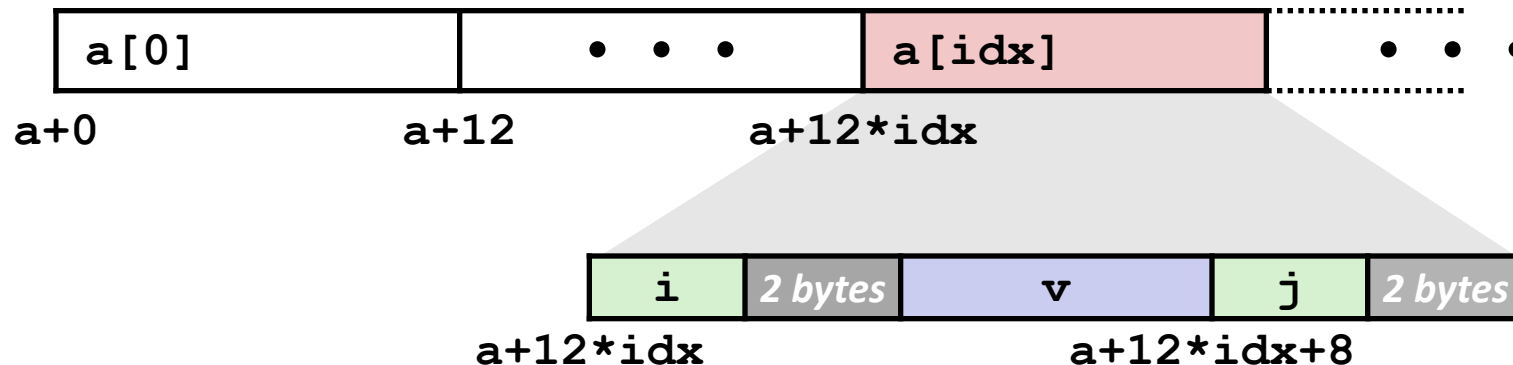 a[0] • • • a[idx] • • •
a+0 a+12 a+12*idx
i 2 bytes v j 2 bytes
a+12*idx a+12*idx+8